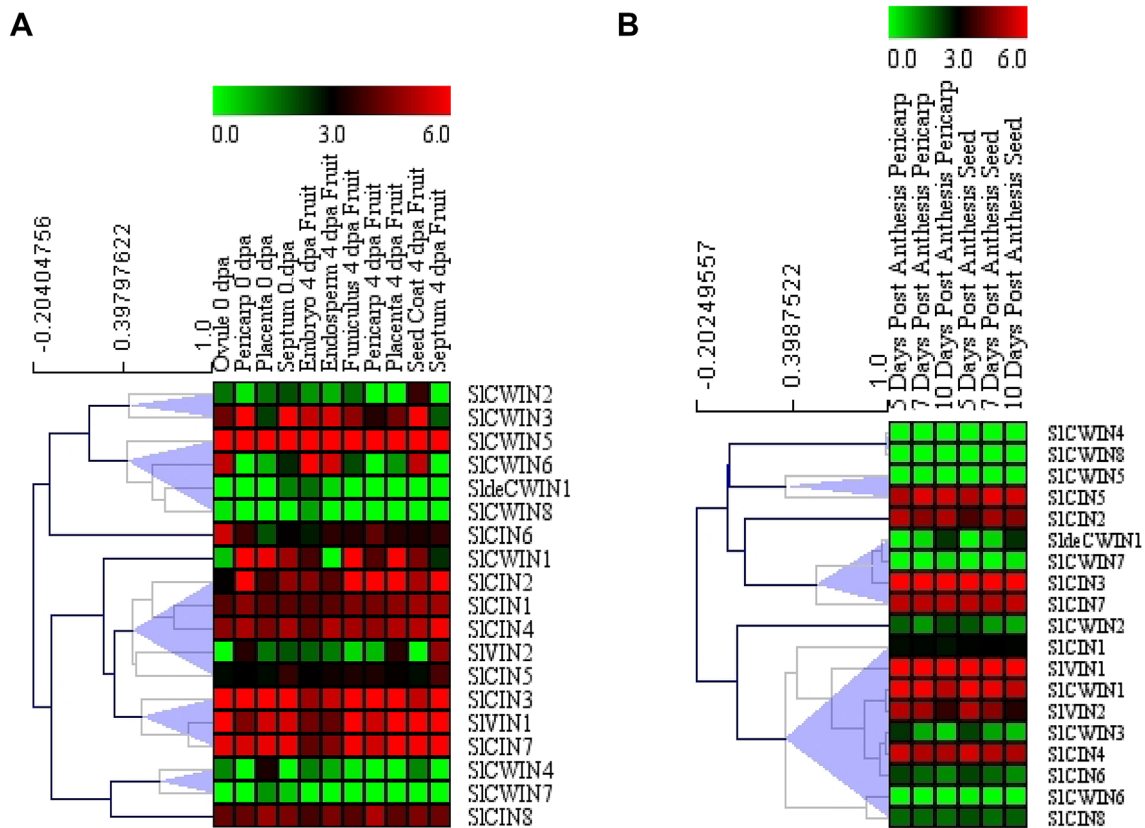 A
0.0 3.0 6.0
-0.20404756
0.39797622
1.0
Ovule 0 dpa
Pericarp 0 dpa
Placenta 0 dpa
Septum 0 dpa
Embryo 4 dpa Fruit
Endosperm 4 dpa Fruit
Funiculus 4 dpa Fruit
Pericarp 4 dpa Fruit
Placenta 4 dpa Fruit
Seed Coat 4 dpa Fruit
Septum 4 dpa Fruit
SlCWIN2
SlCWIN3
SlCWIN5
SlCWIN6
SldeCWIN1
SlCWIN8
SlCIN6
SlCWIN1
SlCIN2
SlCIN1
SlCIN4
SlVIN2
SlCIN5
SlCIN3
SlVIN1
SlCIN7
SlCWIN4
SlCWIN7
SlCIN8
B
0.0 3.0 6.0
-0.20249557
0.3987522
1.0
5 Days Post Anthesis Pericarp
7 Days Post Anthesis Pericarp
10 Days Post Anthesis Pericarp
5 Days Post Anthesis Seed
7 Days Post Anthesis Seed
10 Days Post Anthesis Seed
SlCWIN4
SlCWIN8
SlCWIN5
SlCIN5
SlCIN2
SldeCWIN1
SlCWIN7
SlCIN3
SlCIN7
SlCWIN2
SlCIN1
SlVIN1
SlCWIN1
SlVIN2
SlCWIN3
SlCIN4
SlCIN6
SlCWIN6
SlCIN8